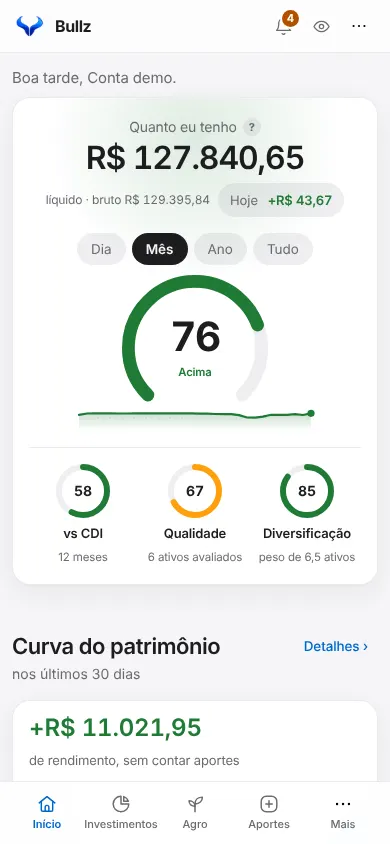 Bullz
4
Boa tarde, Conta demo.
Quanto eu tenho ?
R$ 127.840,65
líquido · bruto R$ 129.395,84
Hoje +R$ 43,67
Dia Mês Ano Tudo
76
Acima
58 67 85
vs CDI Qualidade Diversificação
12 meses 6 ativos avaliados peso de 6,5 ativos
Curva do patrimônio
Detalhes ›
nos últimos 30 dias
+R$ 11.021,95
de rendimento, sem contar aportes
Início Investimentos Agro Aportes Mais